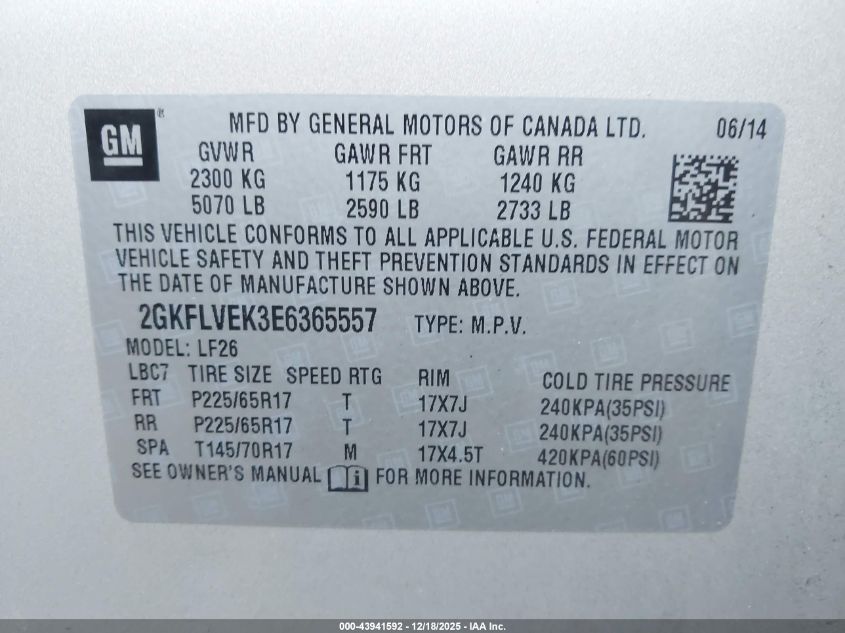 GM® MFD BY GENERAL MOTORS OF CANADA LTD. 06/14
GVWR GAWR FRT GAWR RR
2300 KG 1175 KG 1240 KG
5070 LB 2590 LB 2733 LB
THIS VEHICLE CONFORMS TO ALL APPLICABLE U.S. FEDERAL MOTOR
VEHICLE SAFETY AND THEFT PREVENTION STANDARDS IN EFFECT ON
THE DATE OF MANUFACTURE SHOWN ABOVE.
2GKFLVEK3E6365557 TYPE: M.P.V.
MODEL: LF26
LBC7 TIRE SIZE SPEED RTG RIM COLD TIRE PRESSURE
FRT P225/65R17 T 17X7J 240KPA(35PSI)
RR P225/65R17 T 17X7J 240KPA(35PSI)
SPA T145/70R17 M 17X4.5T 420KPA(60PSI)
SEE OWNER'S MANUAL i FOR MORE INFORMATION.
000-43941592 - 12/18/2025 - IAA Inc.